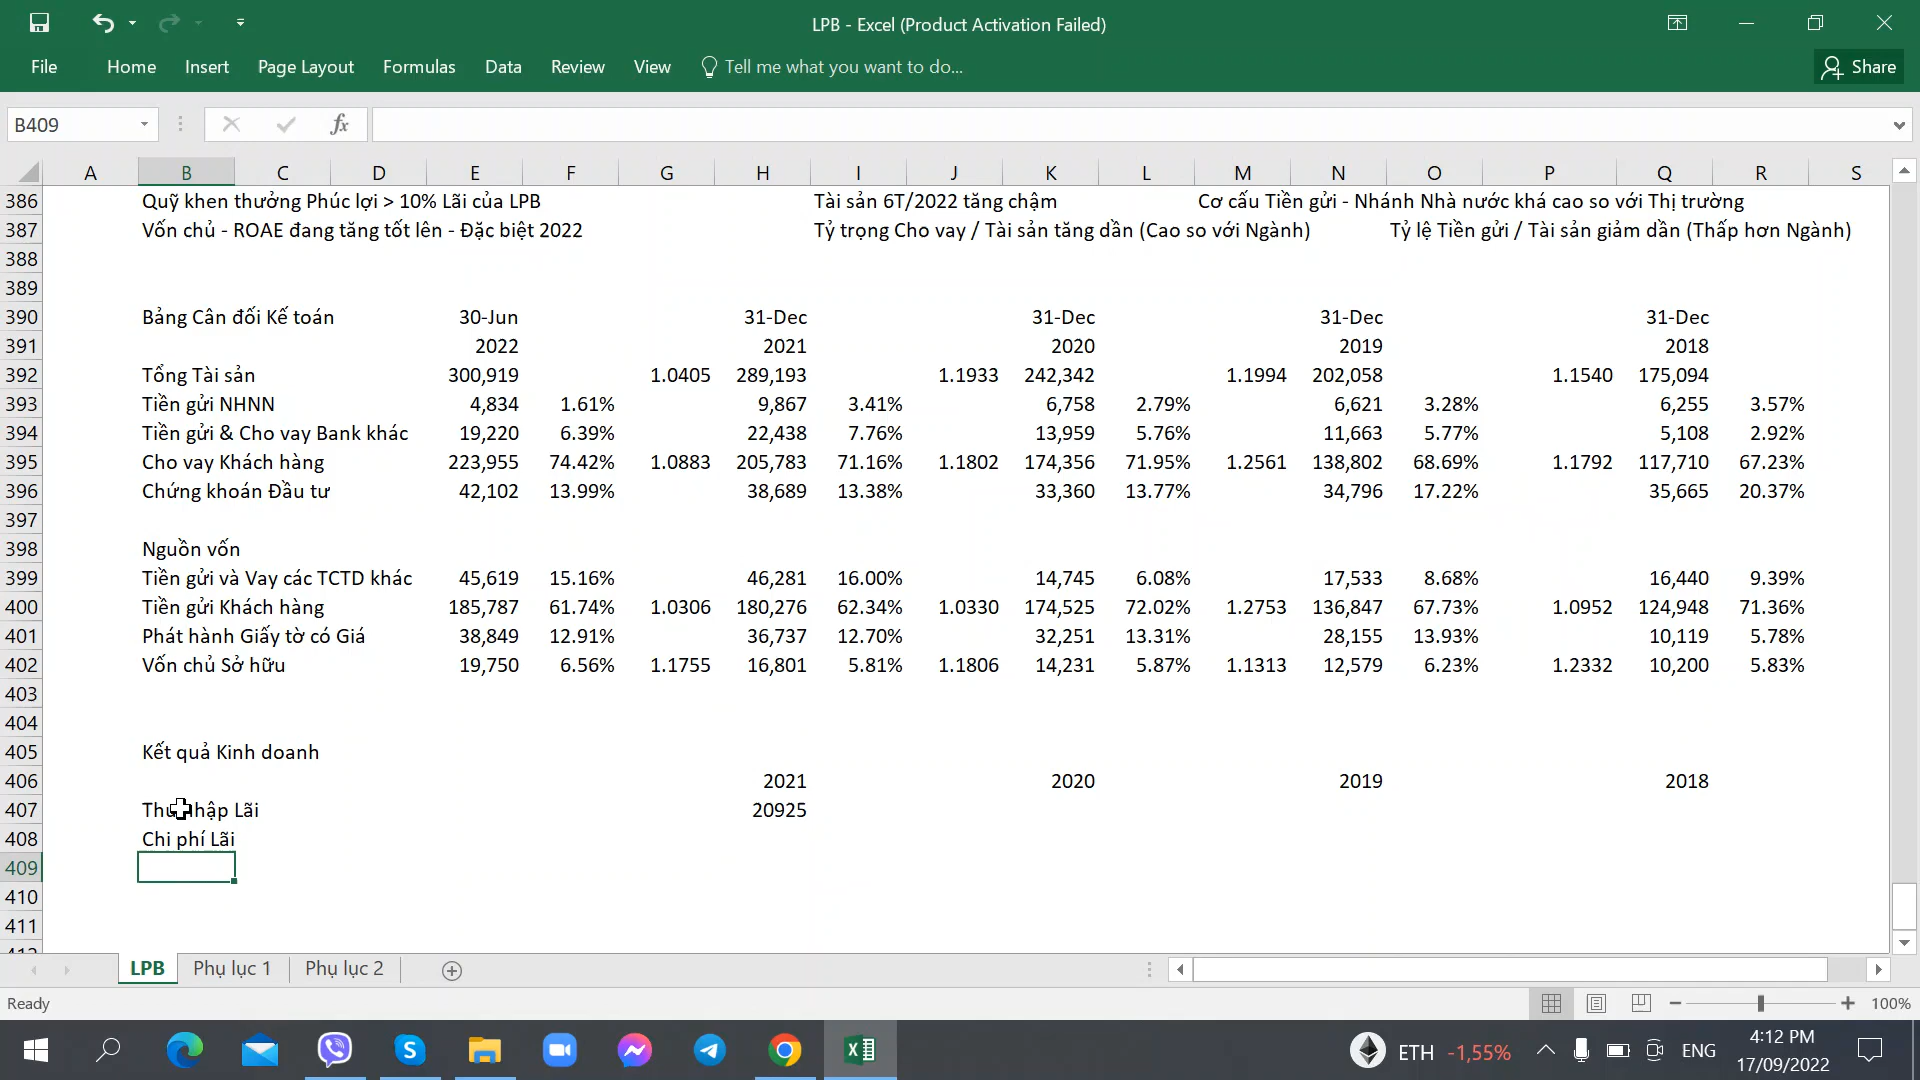 LPB - Excel (Product Activation Failed)
File Home Insert Page Layout Formulas Data Review View Tell me what you want to do... Share
B409 fx
A B C D E F G H I J K L M N O P Q R S
386 Quỹ khen thưởng Phúc lợi > 10% Lãi của LPB Tài sản 6T/2022 tăng chậm Cơ cấu Tiền gửi - Nhánh Nhà nước khá cao so với Thị trường
387 Vốn chủ - ROAE đang tăng tốt lên - Đặc biệt 2022 Tỷ trọng Cho vay / Tài sản tăng dần (Cao so với Ngành) Tỷ lệ Tiền gửi / Tài sản giảm dần (Thấp hơn Ngành)
388
389
390 Bảng Cân đối Kế toán 30-Jun 31-Dec 31-Dec 31-Dec 31-Dec
391 2022 2021 2020 2019 2018
392 Tổng Tài sản 300,919 1.0405 289,193 1.1933 242,342 1.1994 202,058 1.1540 175,094
393 Tiền gửi NHNN 4,834 1.61% 9,867 3.41% 6,758 2.79% 6,621 3.28% 6,255 3.57%
394 Tiền gửi & Cho vay Bank khác 19,220 6.39% 22,438 7.76% 13,959 5.76% 11,663 5.77% 5,108 2.92%
395 Cho vay Khách hàng 223,955 74.42% 1.0883 205,783 71.16% 1.1802 174,356 71.95% 1.2561 138,802 68.69% 1.1792 117,710 67.23%
396 Chứng khoán Đầu tư 42,102 13.99% 38,689 13.38% 33,360 13.77% 34,796 17.22% 35,665 20.37%
397
398 Nguồn vốn
399 Tiền gửi và Vay các TCTD khác 45,619 15.16% 46,281 16.00% 14,745 6.08% 17,533 8.68% 16,440 9.39%
400 Tiền gửi Khách hàng 185,787 61.74% 1.0306 180,276 62.34% 1.0330 174,525 72.02% 1.2753 136,847 67.73% 1.0952 124,948 71.36%
401 Phát hành Giấy tờ có Giá 38,849 12.91% 36,737 12.70% 32,251 13.31% 28,155 13.93% 10,119 5.78%
402 Vốn chủ Sở hữu 19,750 6.56% 1.1755 16,801 5.81% 1.1806 14,231 5.87% 1.1313 12,579 6.23% 1.2332 10,200 5.83%
403
404
405 Kết quả Kinh doanh
406 2021 2020 2019 2018
407 Thu nhập Lãi 20925
408 Chi phí Lãi
409
410
411
LPB Phụ lục 1 Phụ lục 2
Ready 100%
ETH -1,55% ENG 4:12 PM
17/09/2022